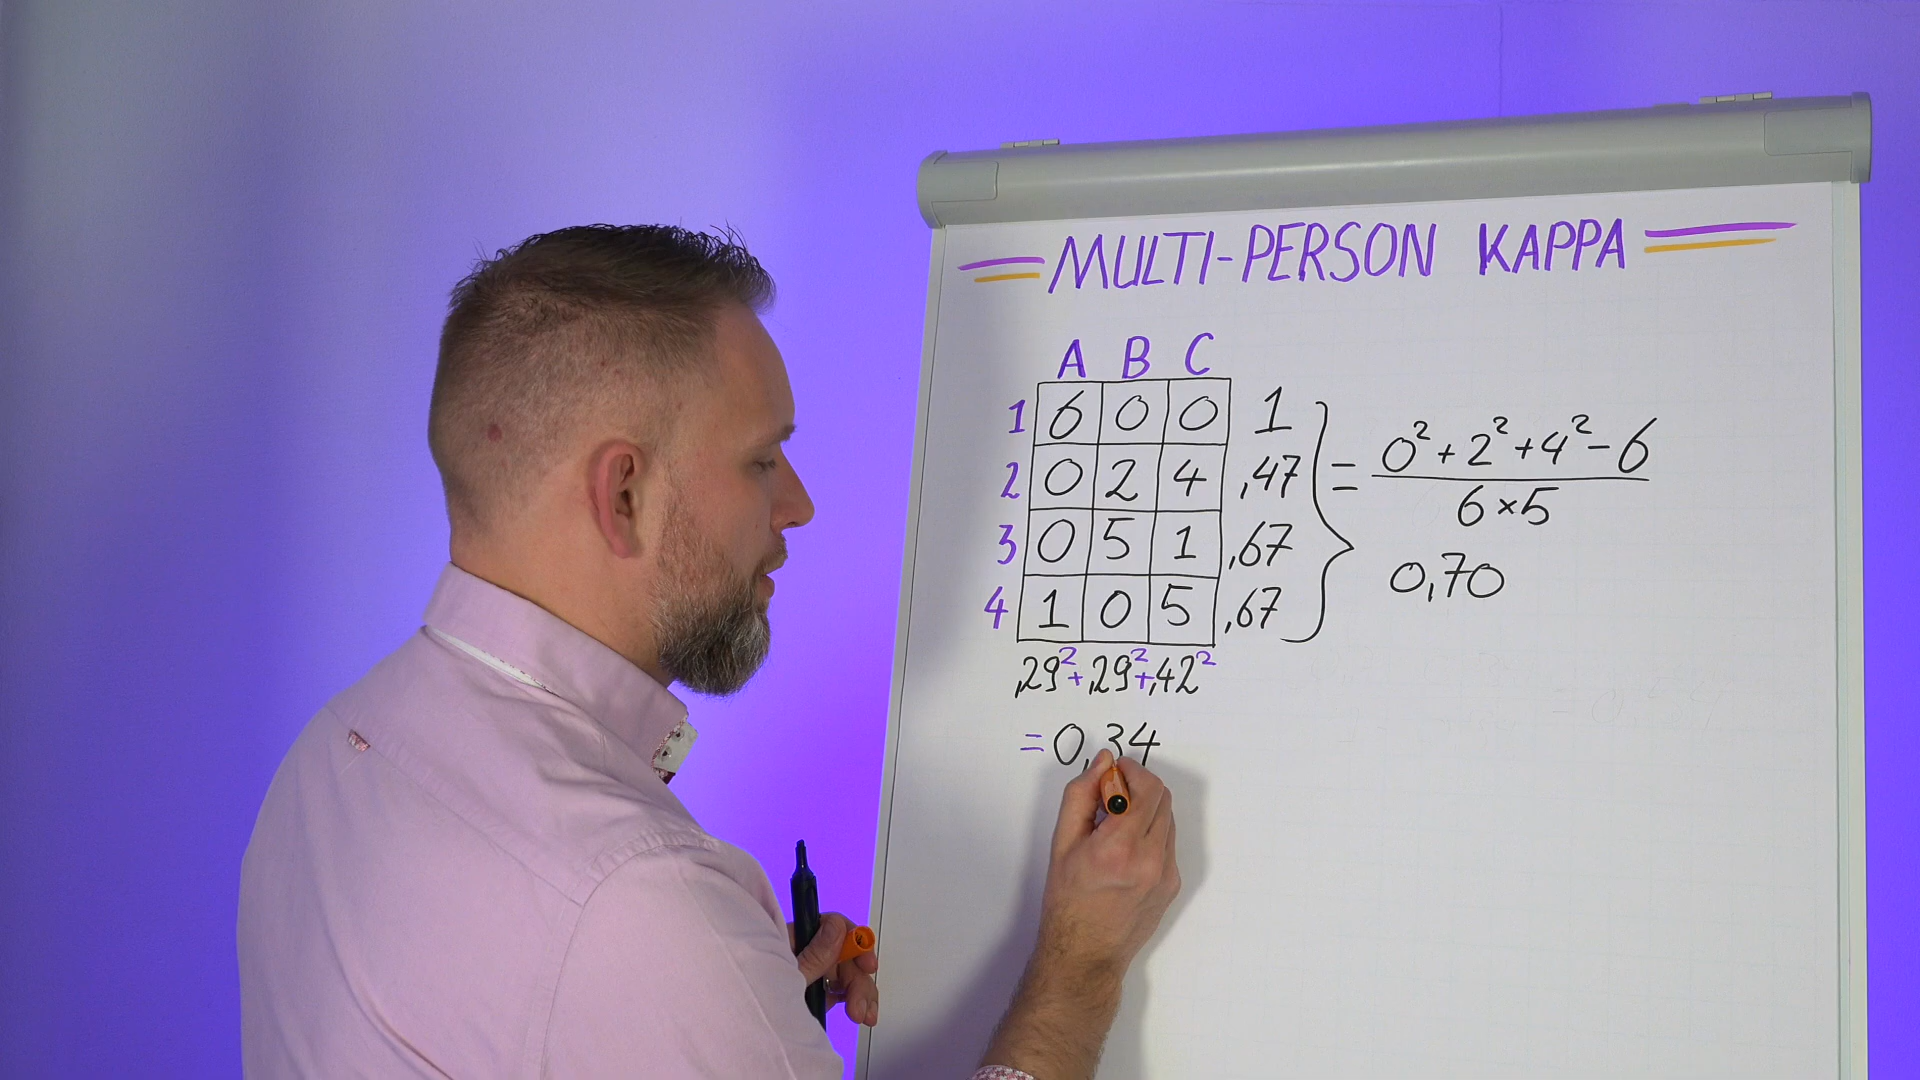 MULTI-PERSON KAPPA
A B C
1 6 0 0 1
2 0 2 4 ,47
3 0 5 1 ,67
4 1 0 5 ,67
= 0²+2²+4²-6
6×5
0,70
,29²+,29²+,42²
=0,34